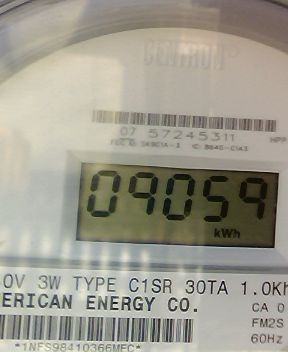 CENTRON
07 57245311
09059
kWh
0V 3W TYPE C1SR 30TA 1.0Kh
ERICAN ENERGY CO.
CA 0
FM2S
60Hz
*1NFS98410366MFC*